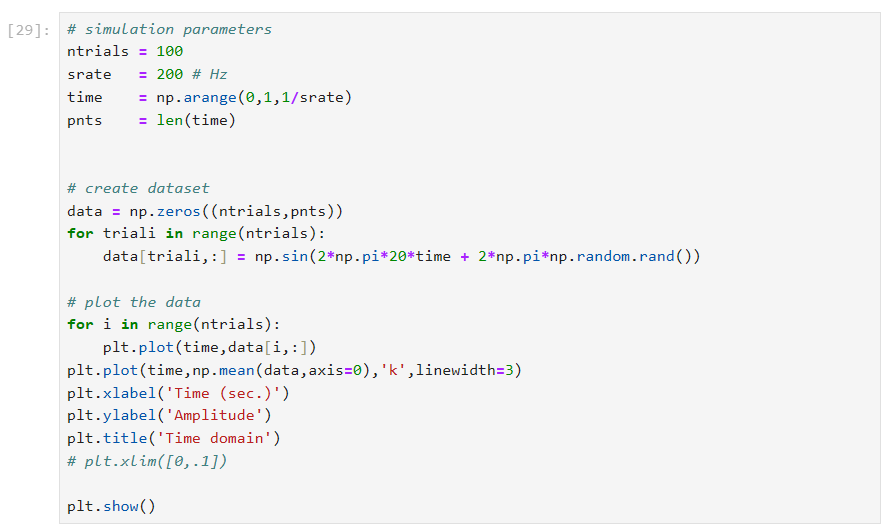 [29]: # simulation parameters
ntrials = 100
srate   = 200 # Hz
time    = np.arange(0,1,1/srate)
pnts    = len(time)
# create dataset
data = np.zeros((ntrials,pnts))
for triali in range(ntrials):
    data[triali,:] = np.sin(2*np.pi*20*time + 2*np.pi*np.random.rand())
# plot the data
for i in range(ntrials):
    plt.plot(time,data[i,:])
plt.plot(time,np.mean(data,axis=0),'k',linewidth=3)
plt.xlabel('Time (sec.)')
plt.ylabel('Amplitude')
plt.title('Time domain')
# plt.xlim([0,.1])
plt.show()